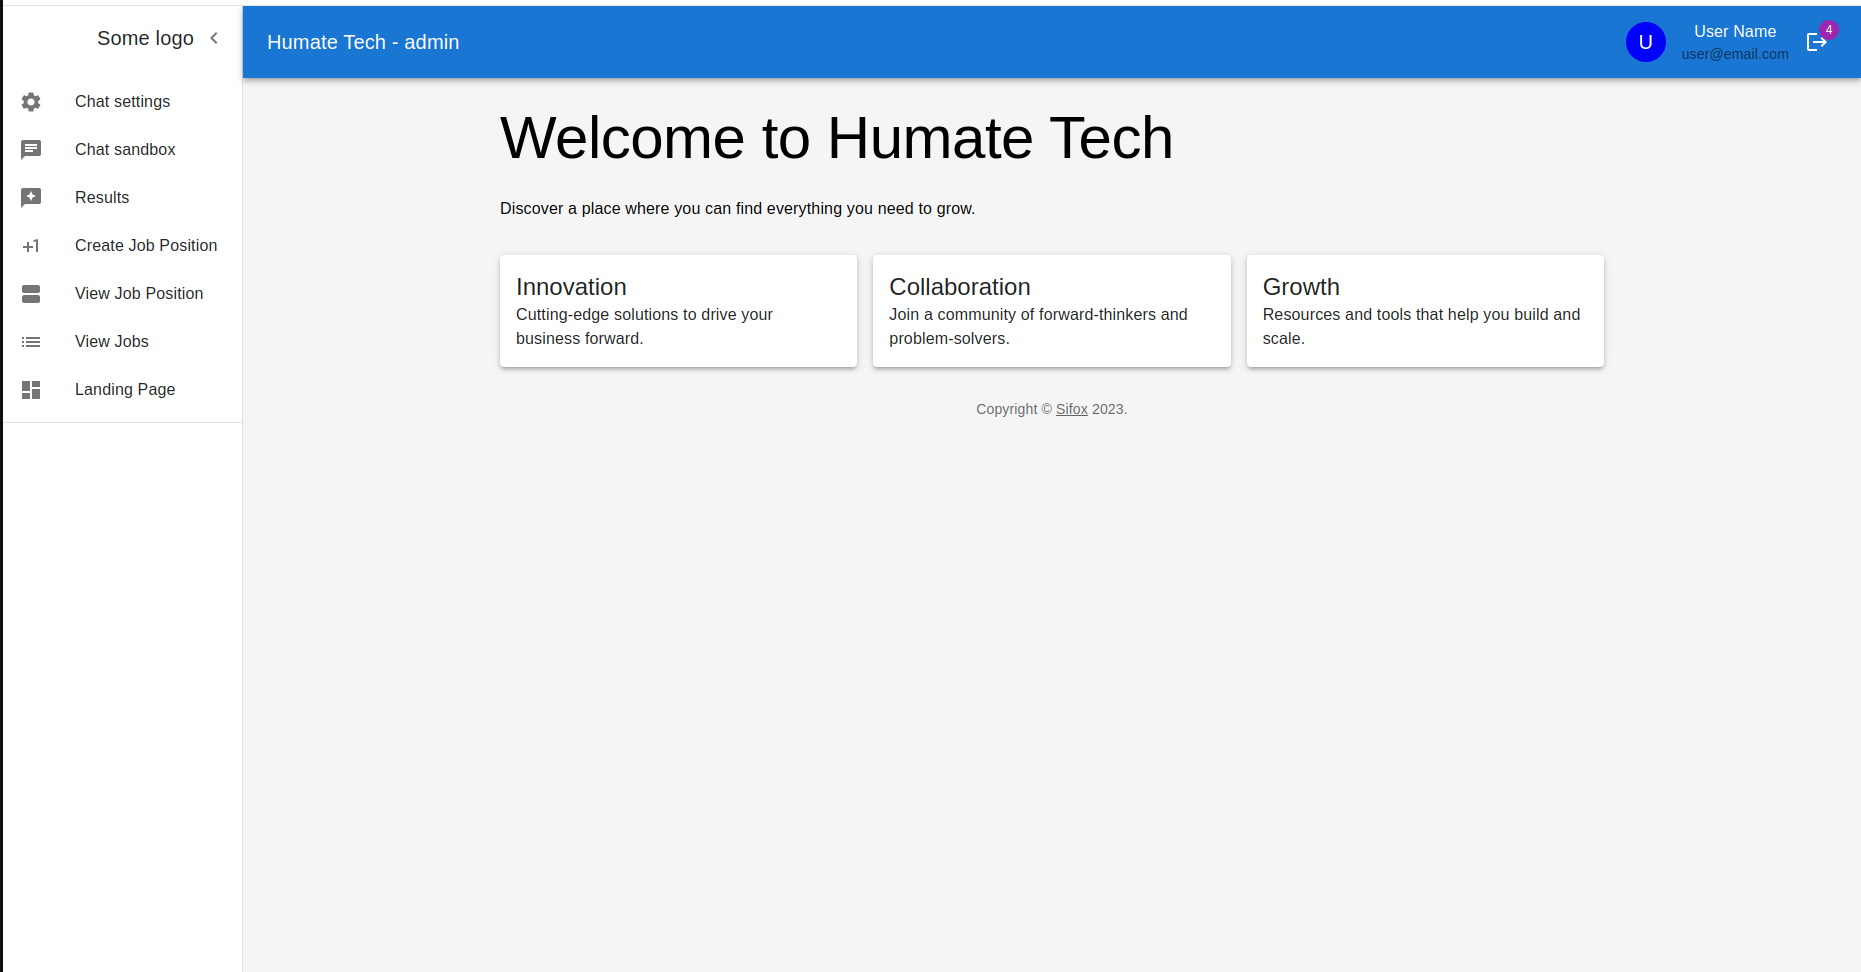 Some logo
Chat settings
Chat sandbox
Results
+1
Create Job Position
View Job Position
View Jobs
Landing Page
Humate Tech - admin
U
User Name
user@email.com
4
Welcome to Humate Tech
Discover a place where you can find everything you need to grow.
Innovation
Cutting-edge solutions to drive your
business forward.
Collaboration
Join a community of forward-thinkers and
problem-solvers.
Growth
Resources and tools that help you build and
scale.
Copyright © Sifox 2023.